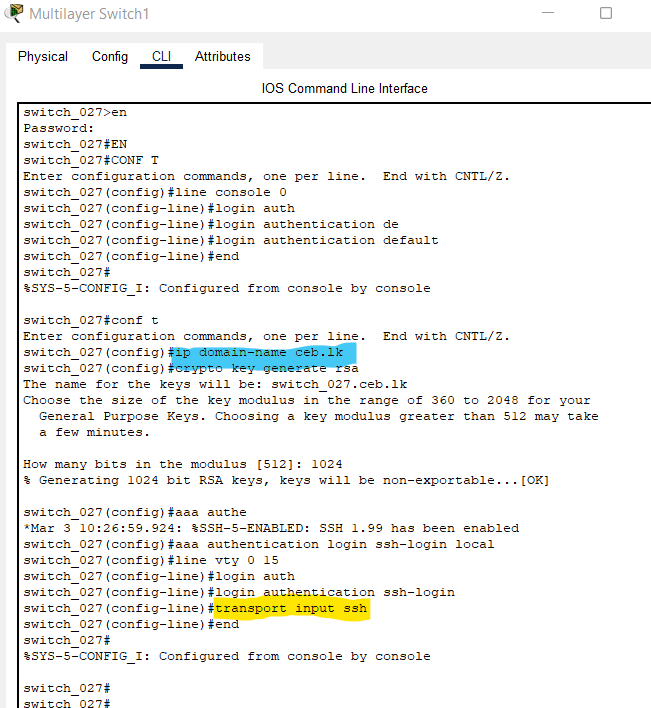 Multilayer Switch1
Physical Config CLI Attributes
IOS Command Line Interface
switch_027>en
Password:
switch_027#EN
switch_027#CONF T
Enter configuration commands, one per line.  End with CNTL/Z.
switch_027(config)#line console 0
switch_027(config-line)#login auth
switch_027(config-line)#login authentication de
switch_027(config-line)#login authentication default
switch_027(config-line)#end
switch_027#
%SYS-5-CONFIG_I: Configured from console by console
switch_027#conf t
Enter configuration commands, one per line.  End with CNTL/Z.
switch_027(config)#ip domain-name ceb.lk
switch_027(config)#crypto key generate rsa
The name for the keys will be: switch_027.ceb.lk
Choose the size of the key modulus in the range of 360 to 2048 for your
General Purpose Keys. Choosing a key modulus greater than 512 may take
a few minutes.
How many bits in the modulus [512]: 1024
% Generating 1024 bit RSA keys, keys will be non-exportable...[OK]
switch_027(config)#aaa authe
*Mar 3 10:26:59.924: %SSH-5-ENABLED: SSH 1.99 has been enabled
switch_027(config)#aaa authentication login ssh-login local
switch_027(config)#line vty 0 15
switch_027(config-line)#login auth
switch_027(config-line)#login authentication ssh-login
switch_027(config-line)#transport input ssh
switch_027(config-line)#end
switch_027#
%SYS-5-CONFIG_I: Configured from console by console
switch_027#
switch_027#